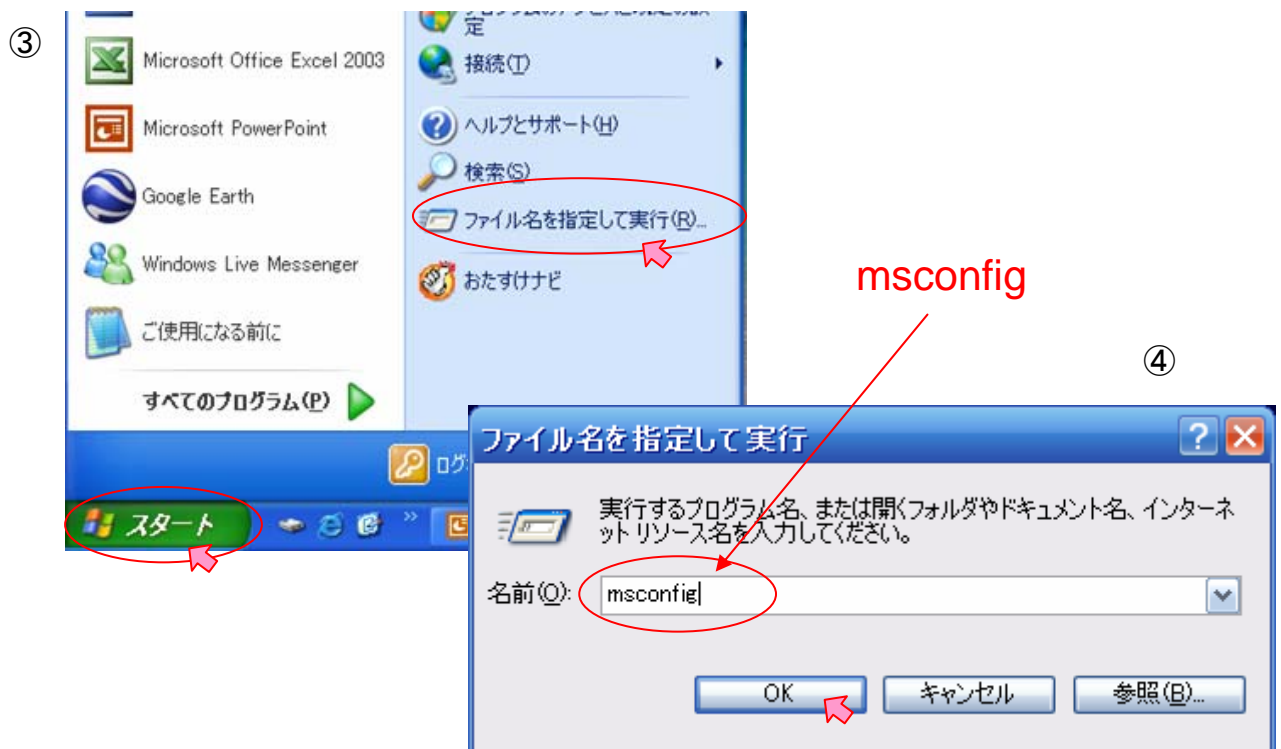 ③
定
Microsoft Office Excel 2003
接続(T)
Microsoft PowerPoint
ヘルプとサポート(H)
検索(S)
Google Earth
ファイル名を指定して実行(R)...
Windows Live Messenger
おたすけナビ
msconfig
ご使用になる前に
④
すべてのプログラム(P)
ファイル名を指定して実行
スタート
実行するプログラム名、または開くフォルダやドキュメント名、インターネ
ット リソース名を入力してください。
名前(O):
msconfig
OK
キャンセル
参照(B)...